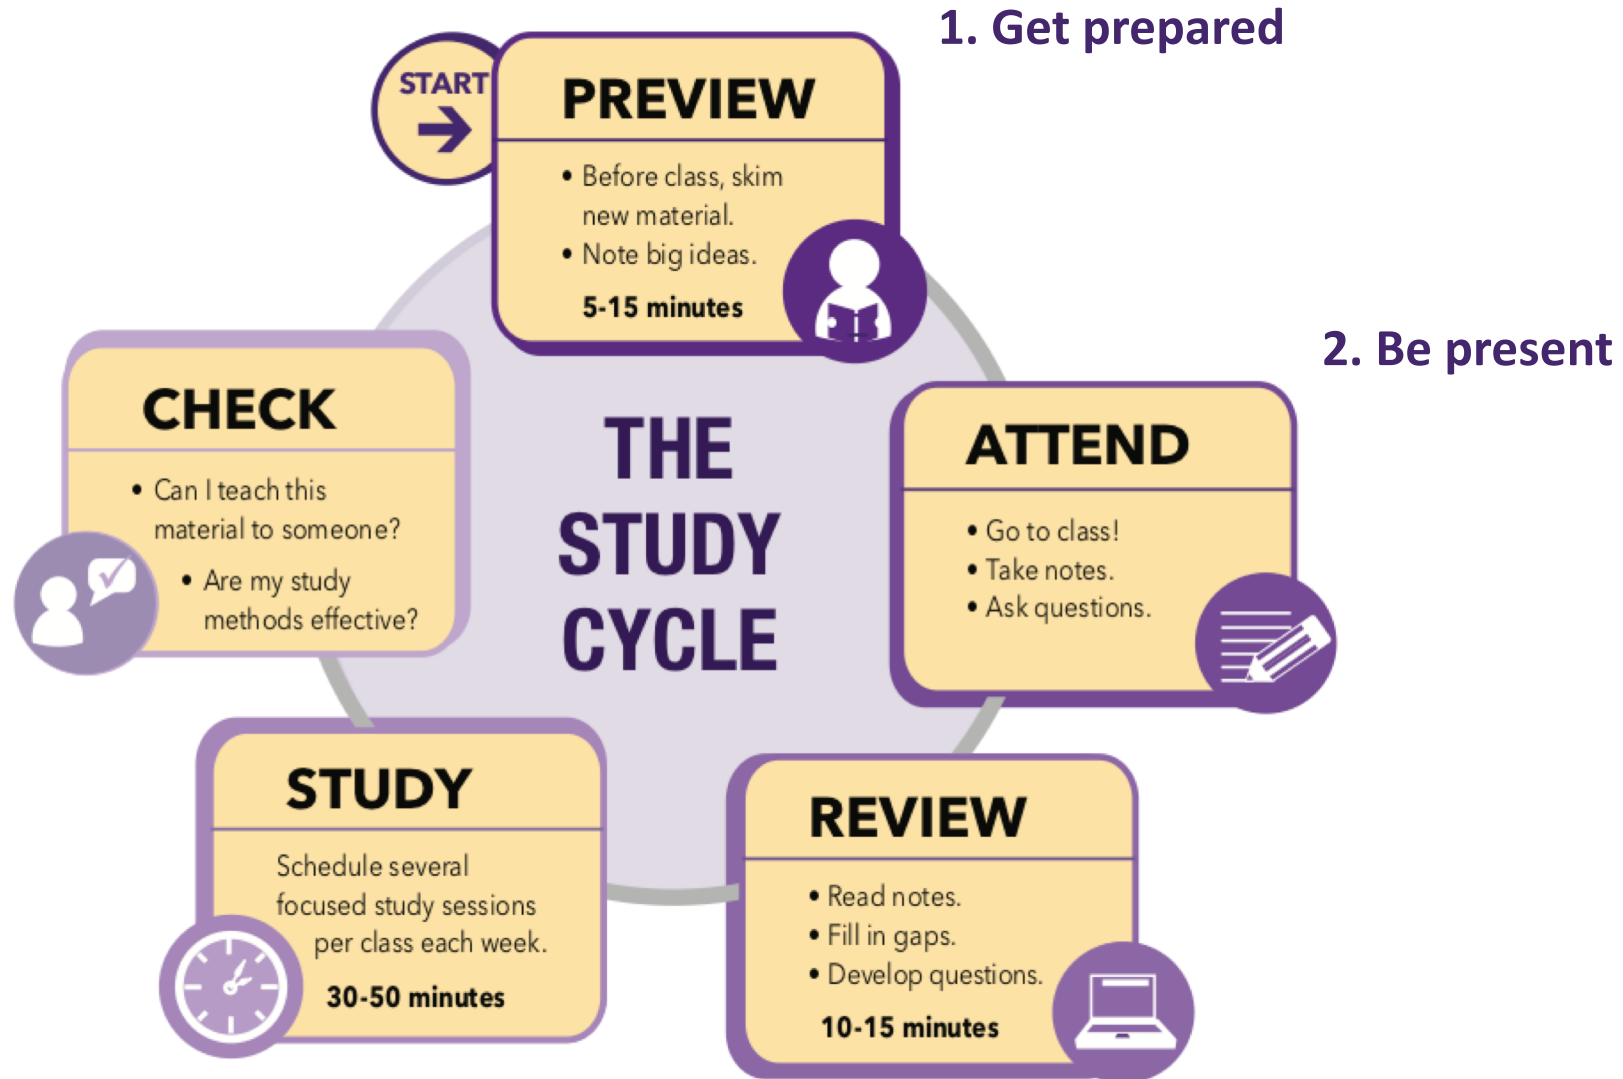 1. Get prepared
START
PREVIEW
• Before class, skim
new material.
• Note big ideas.
5-15 minutes
2. Be present
ATTEND
• Go to class!
• Take notes.
• Ask questions.
REVIEW
• Read notes.
• Fill in gaps.
• Develop questions.
10-15 minutes
STUDY
Schedule several
focused study sessions
per class each week.
30-50 minutes
CHECK
• Can I teach this
material to someone?
• Are my study
methods effective?
THE
STUDY
CYCLE